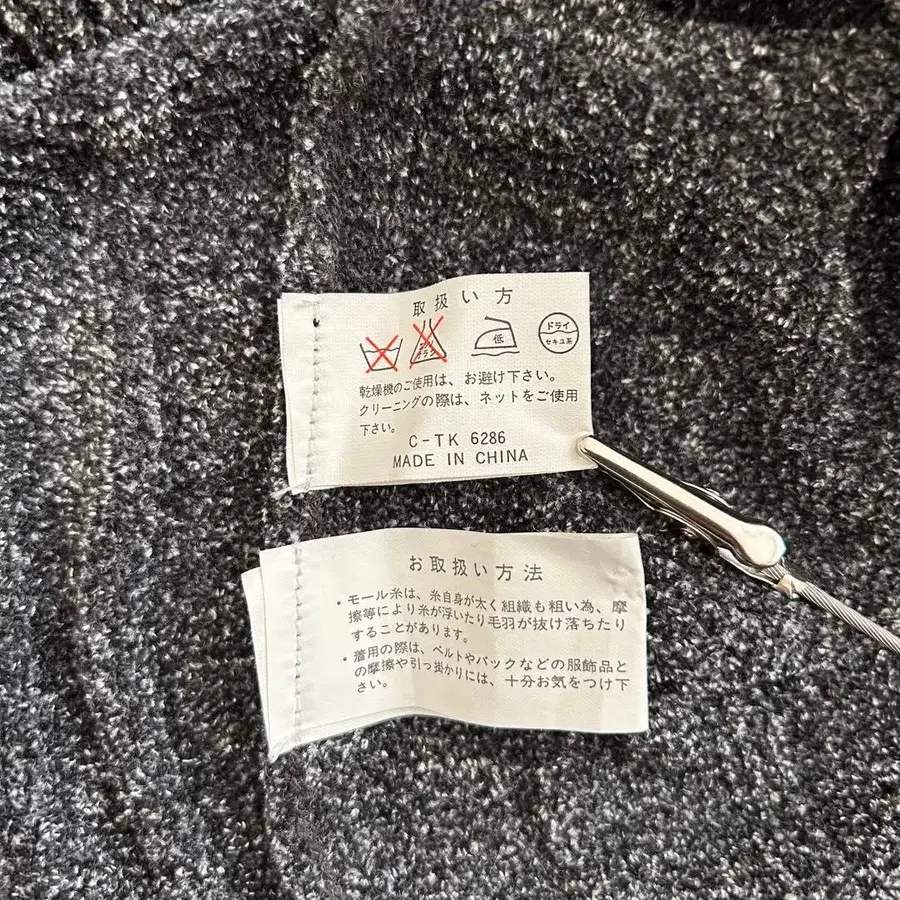 取扱い方
エンソサラシ
低
ドライ
セキユ系
乾燥機のご使用は、お避け下さい。
クリーニングの際は、ネットをご使用
下さい。
C-TK 6286
MADE IN CHINA
お取扱い方法
・モール糸は、糸自身が太く組織も粗い為、摩
擦等により糸が浮いたり毛羽が抜け落ちたり
することがあります。
・着用の際は、ベルトやバックなどの服飾品と
の摩擦や引っ掛かりには、十分お気をつけ下
さい。